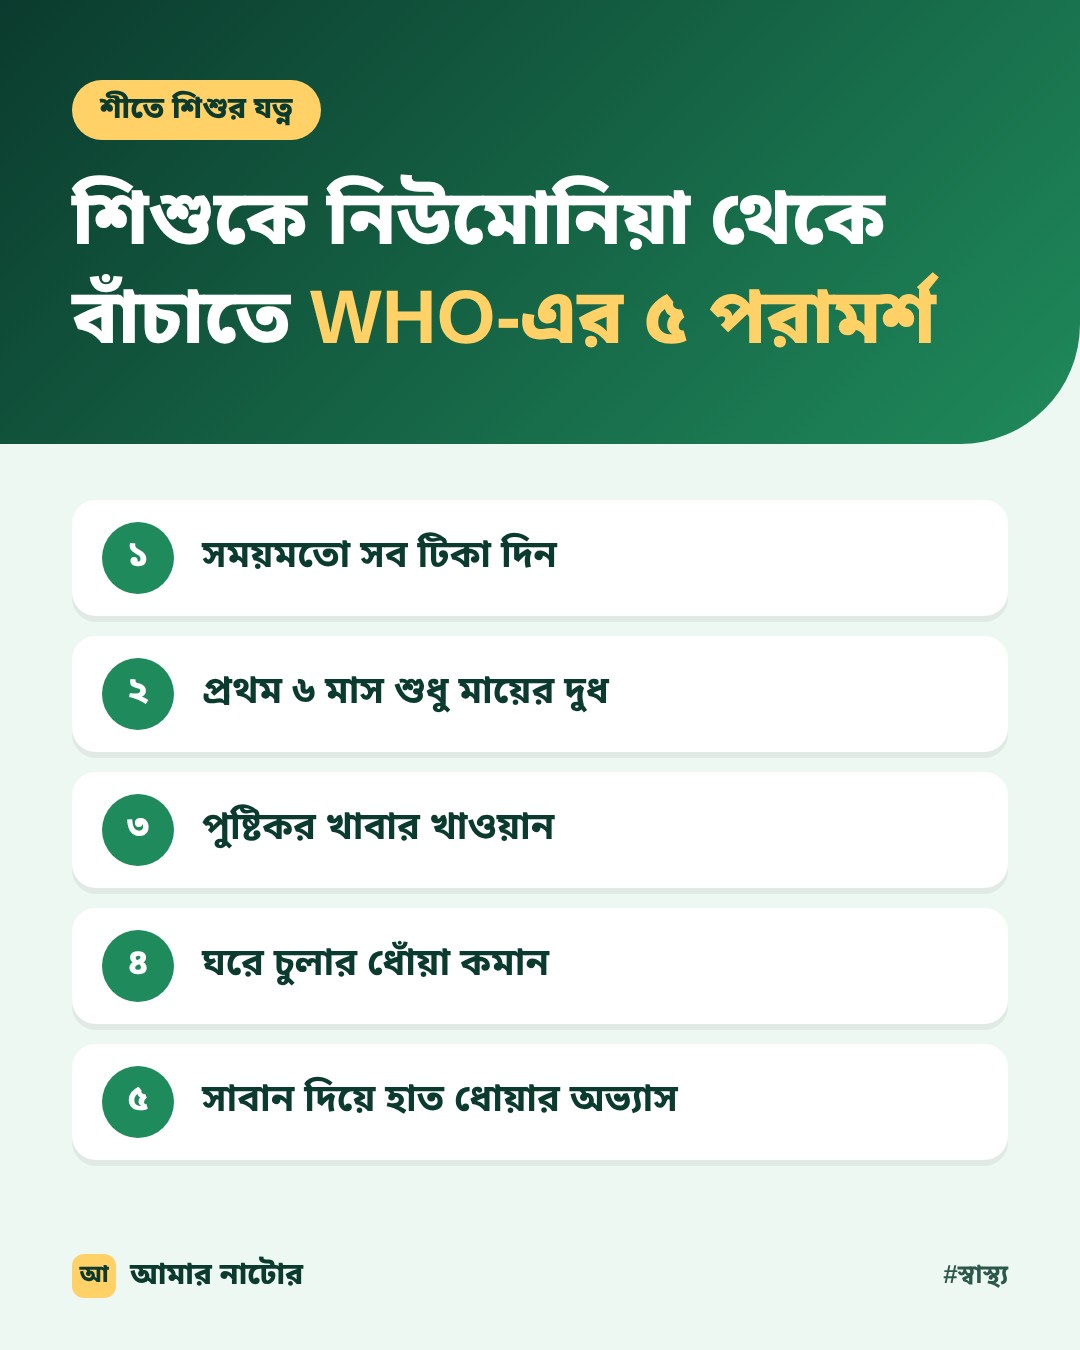 শীতে শিশুর যত্ন
শিশুকে নিউমোনিয়া থেকে
বাঁচাতে WHO-এর ৫ পরামর্শ
১ সময়মতো সব টিকা দিন
২ প্রথম ৬ মাস শুধু মায়ের দুধ
৩ পুষ্টিকর খাবার খাওয়ান
৪ ঘরে চুলার ধোঁয়া কমান
৫ সাবান দিয়ে হাত ধোয়ার অভ্যাস
আ আমার নাটোর
#স্বাস্থ্য